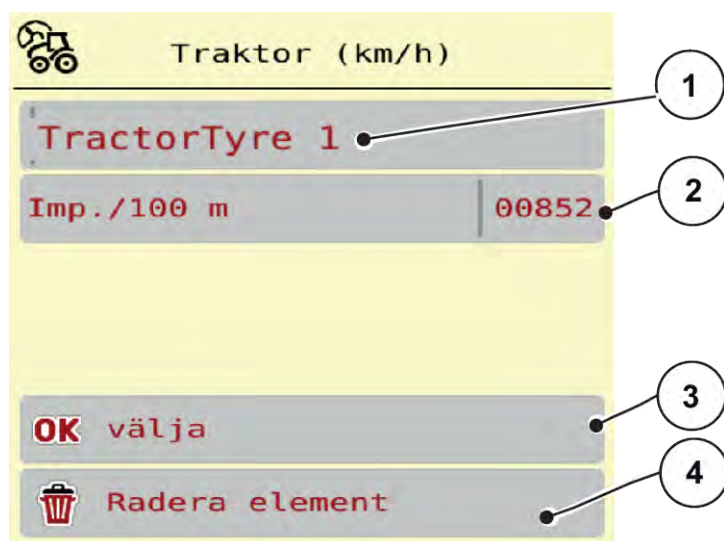 Traktor (km/h)
1
TractorTyre 1
Imp./100 m 00852
2
OK välja
3
Radera element
4